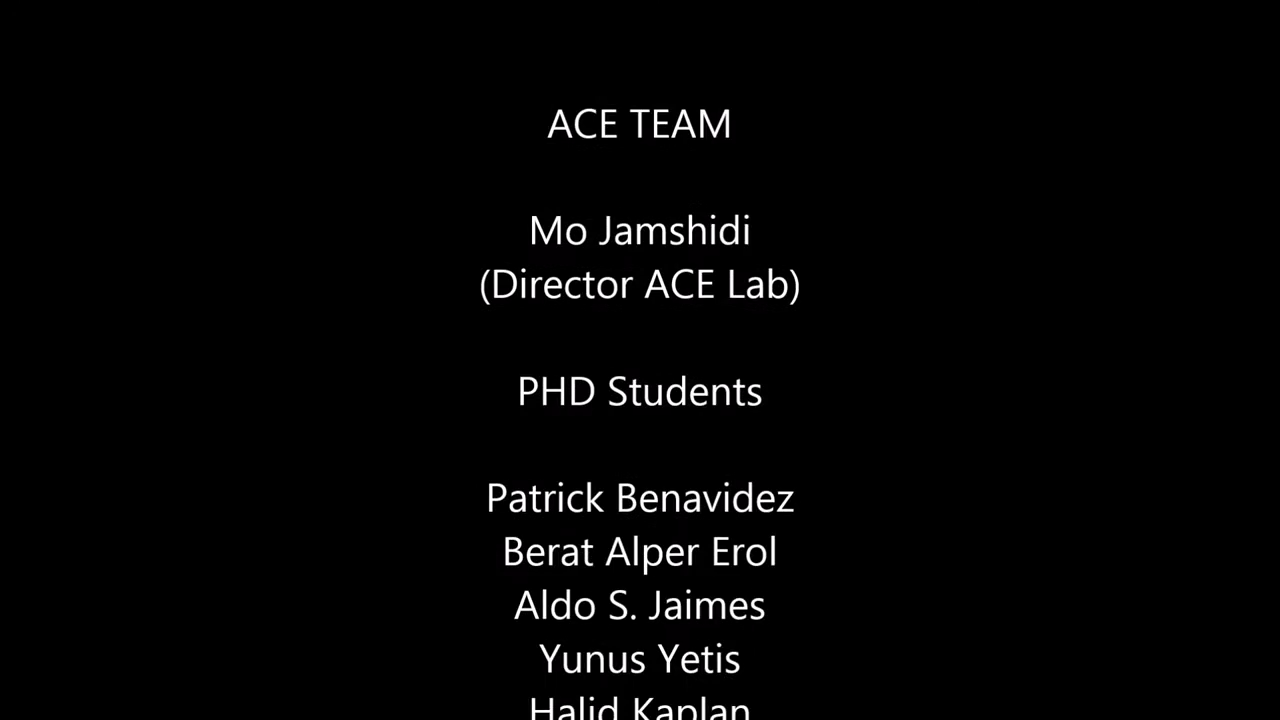 ACE TEAM
Mo Jamshidi
(Director ACE Lab)
PHD Students
Patrick Benavidez
Berat Alper Erol
Aldo S. Jaimes
Yunus Yetis
Halid Kaplan